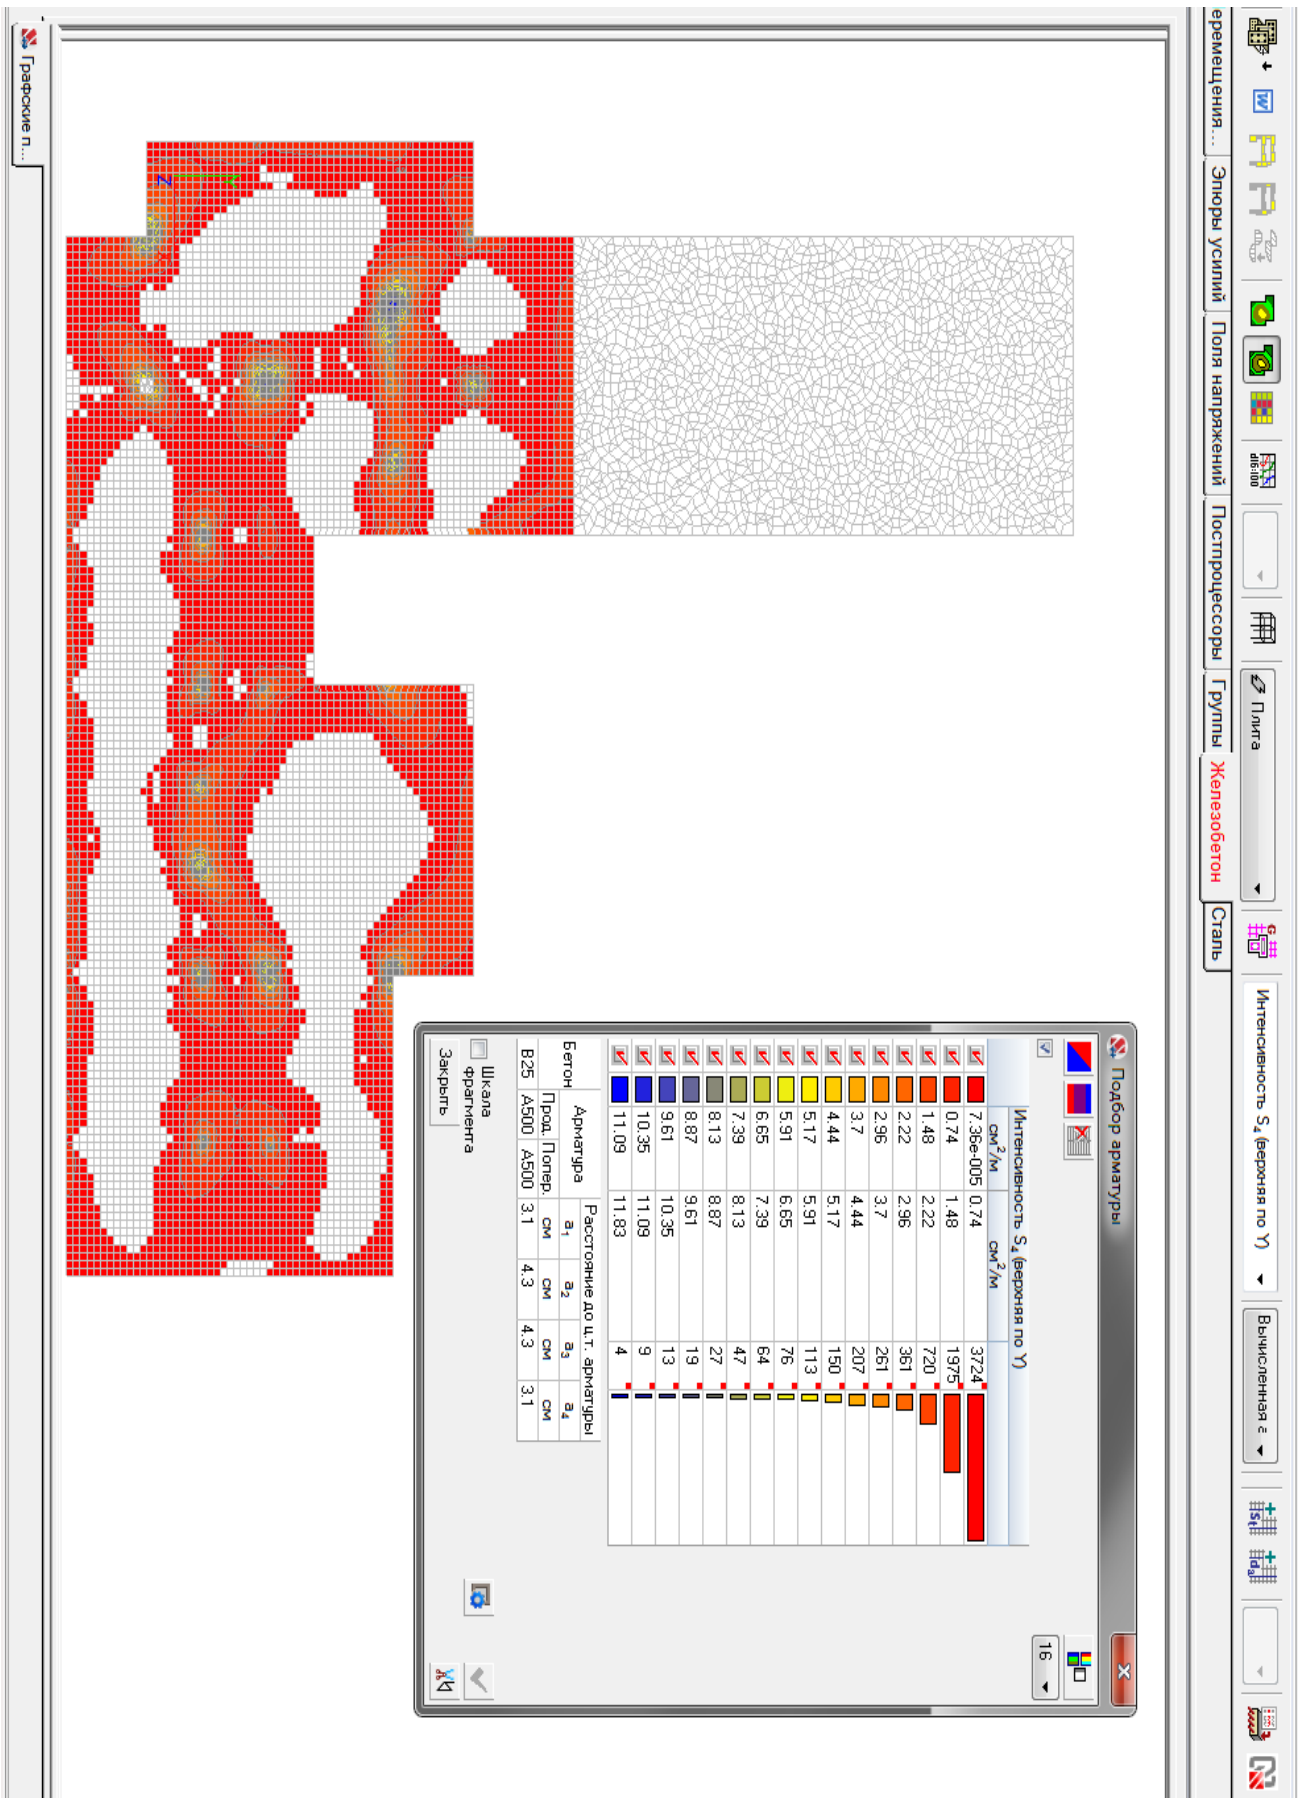 d16:100
Плита
Интенсивность S₄ (верхняя по Y)
Вычисленная а
еремещения...
Эпюры усилий
Поля напряжений
Постпроцессоры
Группы
Железобетон
Сталь
Y
Z
X
Подбор арматуры
16
Интенсивность S₄ (верхняя по Y)
см²/м см²/м
7.36e-005 0.74 3724
0.74 1.48 1975
1.48 2.22 720
2.22 2.96 361
2.96 3.7 261
3.7 4.44 207
4.44 5.17 150
5.17 5.91 113
5.91 6.65 76
6.65 7.39 64
7.39 8.13 47
8.13 8.87 27
8.87 9.61 19
9.61 10.35 13
10.35 11.09 9
11.09 11.83 4
Бетон Арматура Расстояние до ц.т. арматуры
Прод. Попер. a₁ a₂ a₃ a₄
см см см см
B25 A500 A500 3.1 4.3 4.3 3.1
Шкала
фрагмента
Закрыть
Графские п...